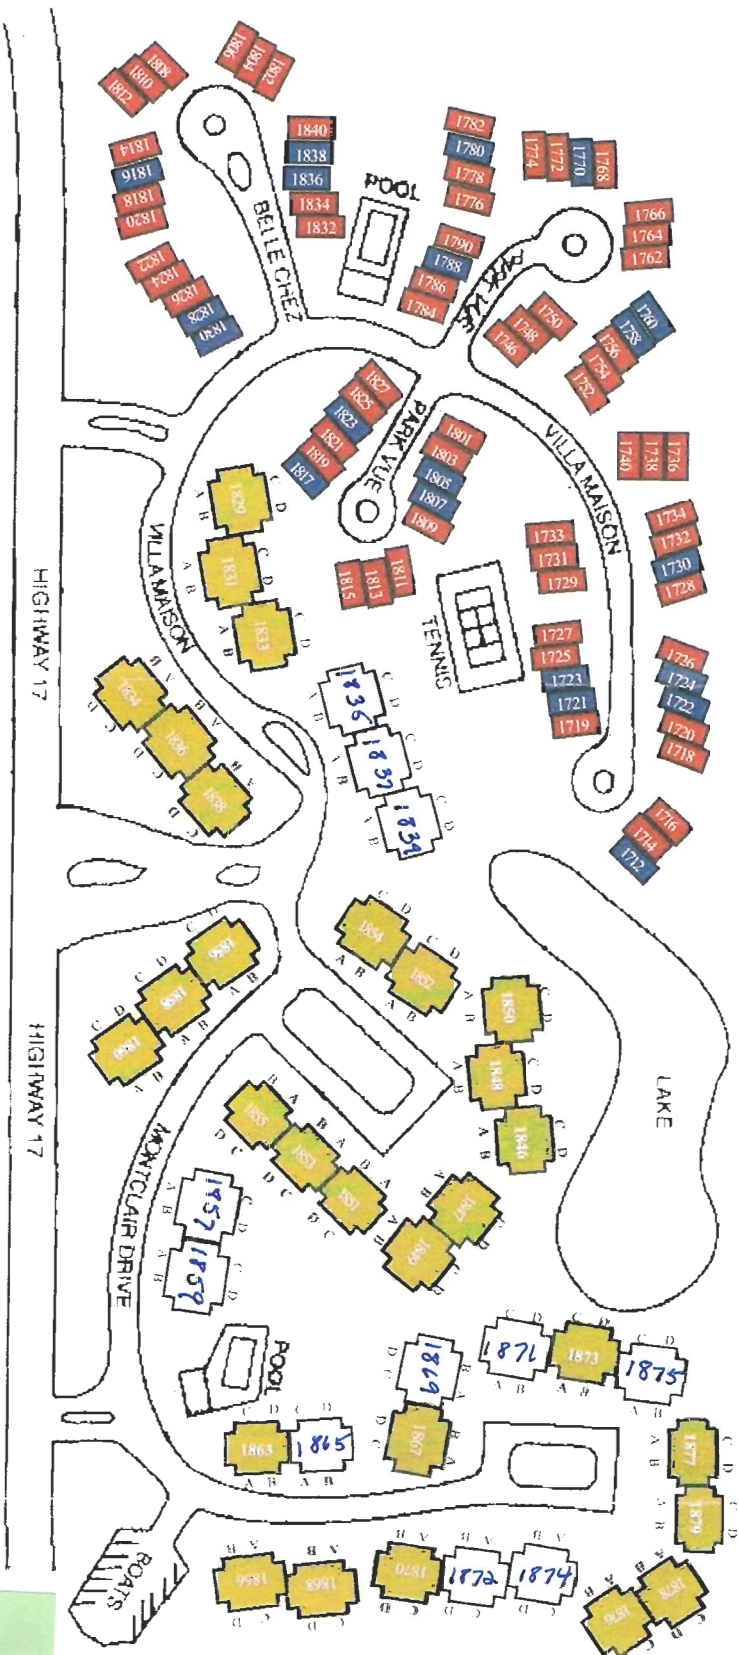 1806
1804
1802
1808
1810
1812
1814
1816
1818
1820
1822
1824
1826
1828
1830
1840
1838
1836
1834
1832
BELLE CHEZ
POOL
1782
1780
1778
1776
1790
1788
1786
1784
1774
1772
1770
1768
1766
1764
1762
PARK VUE
1750
1748
1746
1760
1758
1756
1754
1752
VILLA MAISON
1740
1738
1736
1734
1732
1730
1728
1726
1724
1722
1720
1718
1716
1714
1712
1733
1731
1729
1727
1725
1723
1721
1719
TENNIS
1827
1825
1823
1821
1819
1817
PARK VUE
1801
1803
1805
1807
1809
1815
1813
1811
1829
A B C D
1831
A B C D
1833
A B C D
VILLA MAISON
HIGHWAY 17
1834
A B C D
1836
A B C D
1838
A B C D
1835
A B C D
1837
A B C D
1839
A B C D
1854
A B C D
1852
A B C D
1850
A B C D
1848
A B C D
1846
A B C D
LAKE
1856
A B C D
1858
A B C D
1860
A B C D
HIGHWAY 17
MONTCLAIR DRIVE
1855
A B C D
1853
A B C D
1851
A B C D
1847
A B C D
1849
A B C D
1857
A B C D
1859
A B C D
POOL
1863
A B C D
1865
A B C D
1869
A B C D
1867
A B C D
1871
A B C D
1873
A B C D
1875
A B C D
1877
A B C D
1879
A B C D
1878
A B C D
1876
A B C D
1874
A B C D
1872
A B C D
1870
A B C D
1868
A B C D
1866
A B C D
BOATS